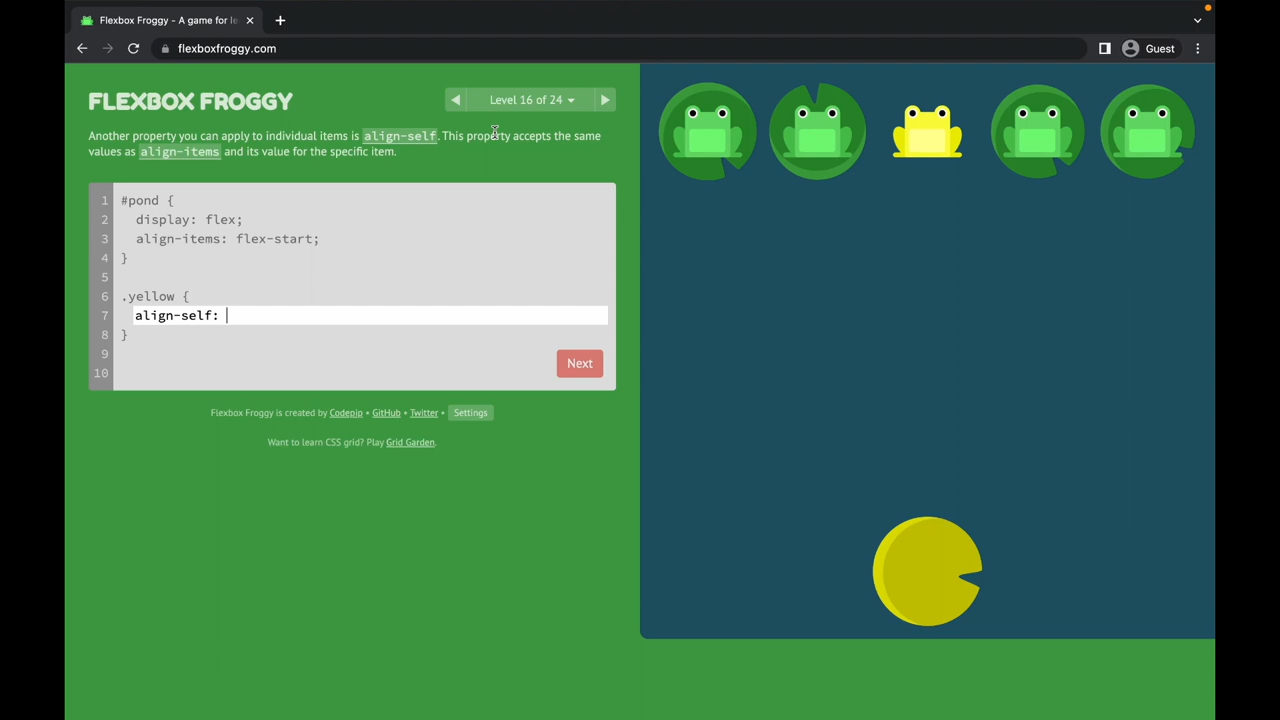 Flexbox Froggy - A game for le
flexboxfroggy.com
Guest
FLEXBOX FROGGY
Level 16 of 24
Another property you can apply to individual items is align-self. This property accepts the same
values as align-items and its value for the specific item.
1 #pond {
2 display: flex;
3 align-items: flex-start;
4 }
5
6 .yellow {
7 align-self:
8 }
9
10
Next
Flexbox Froggy is created by Codepip • GitHub • Twitter • Settings
Want to learn CSS grid? Play Grid Garden.